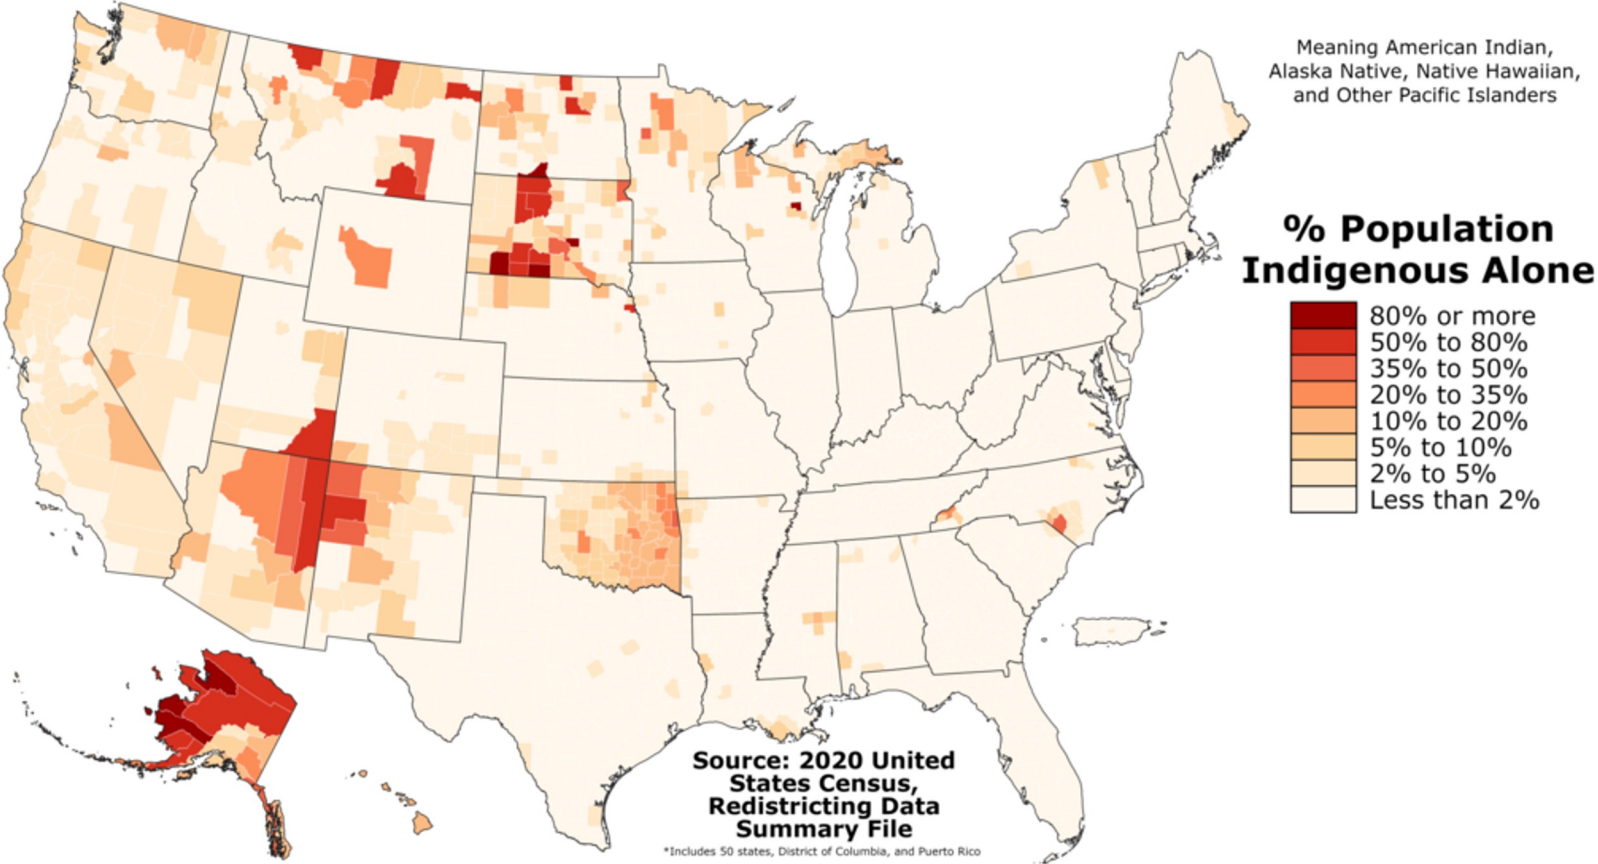 Meaning American Indian,
Alaska Native, Native Hawaiian,
and Other Pacific Islanders
% Population
Indigenous Alone
80% or more
50% to 80%
35% to 50%
20% to 35%
10% to 20%
5% to 10%
2% to 5%
Less than 2%
Source: 2020 United
States Census,
Redistricting Data
Summary File
*Includes 50 states, District of Columbia, and Puerto Rico